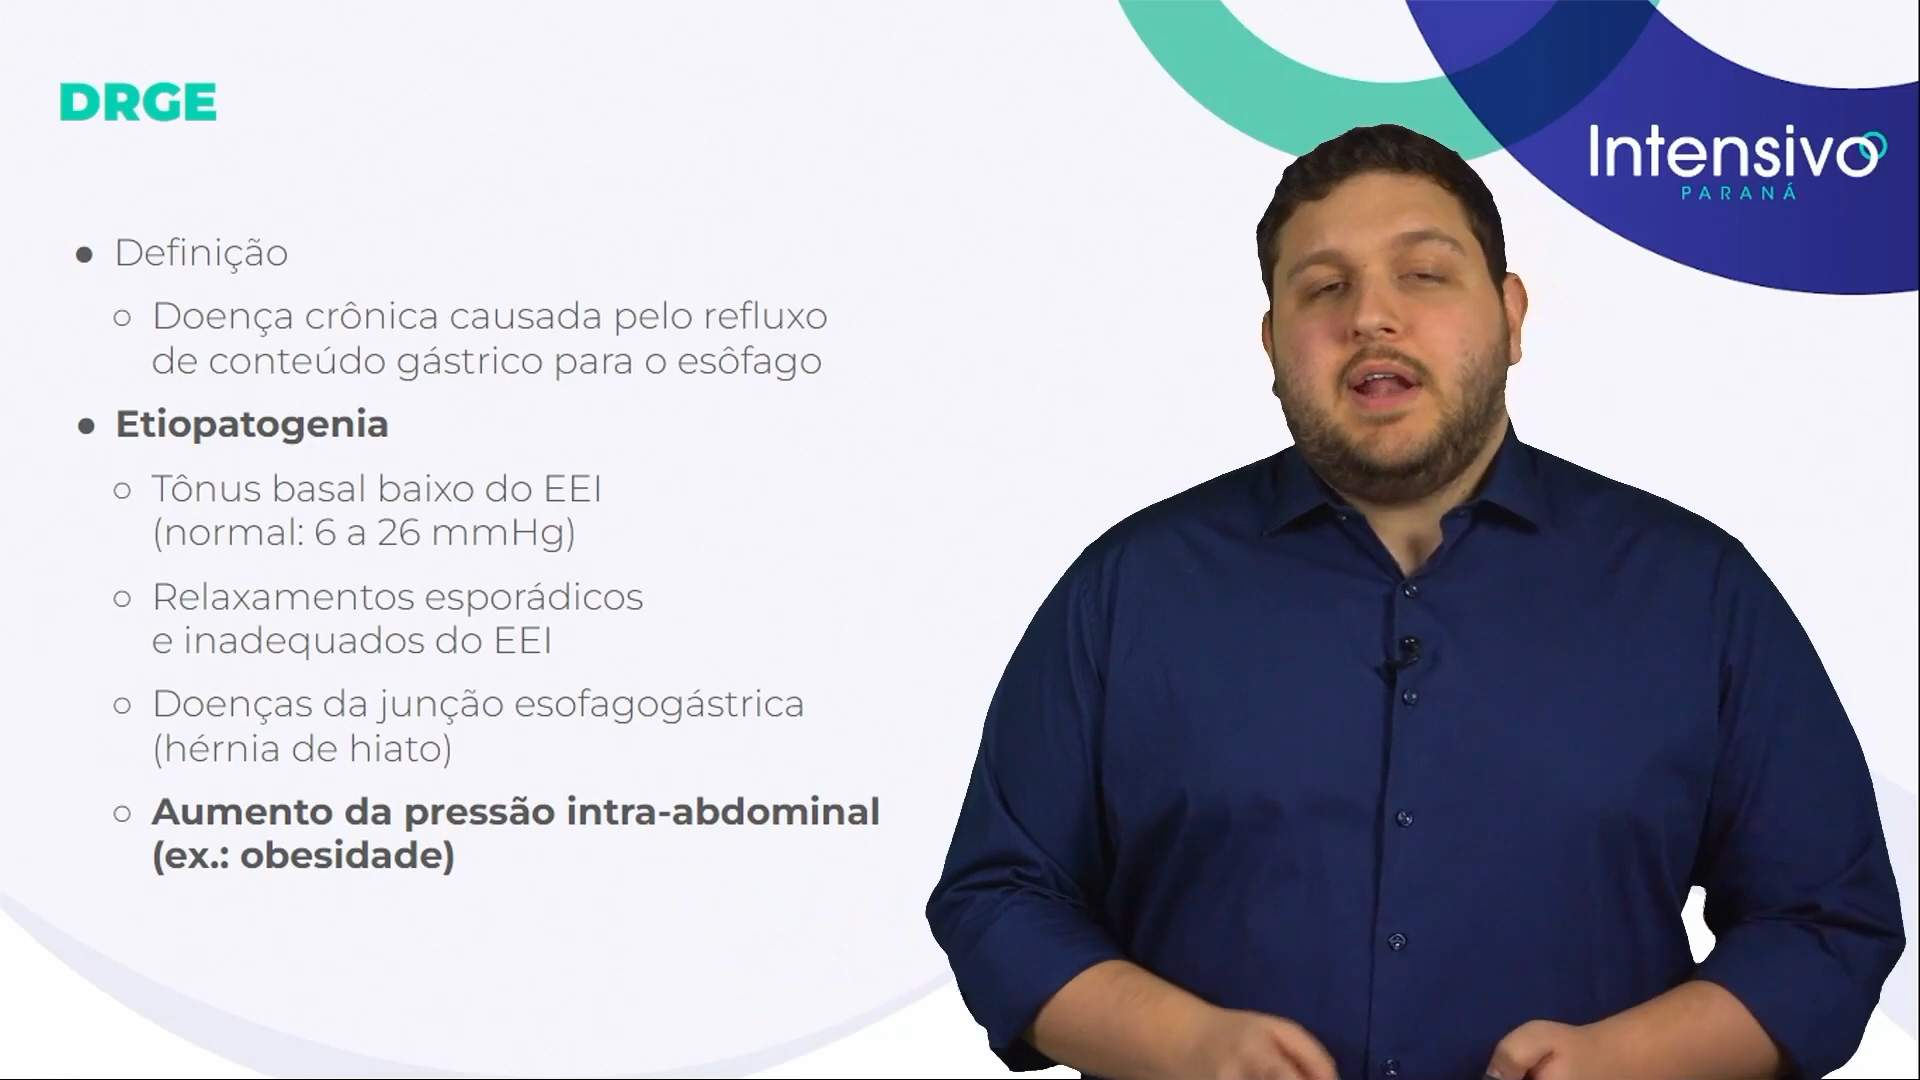 DRGE
Intensivo
PARANÁ
● Definição
○ Doença crônica causada pelo refluxo
de conteúdo gástrico para o esôfago
● Etiopatogenia
○ Tônus basal baixo do EEI
(normal: 6 a 26 mmHg)
○ Relaxamentos esporádicos
e inadequados do EEI
○ Doenças da junção esofagogástrica
(hérnia de hiato)
○ Aumento da pressão intra-abdominal
(ex.: obesidade)